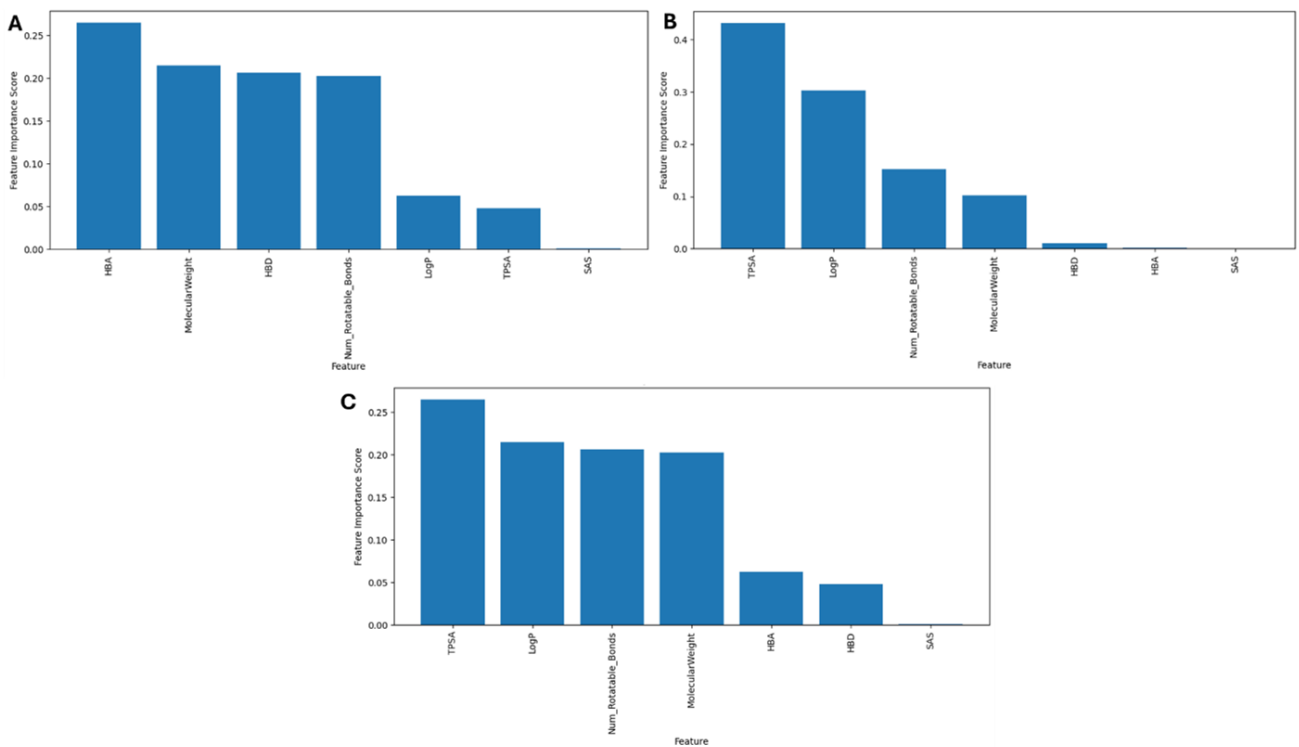 A
Feature Importance Score
0.25
0.20
0.15
0.10
0.05
0.00
HBA
MolecularWeight
HBD
Num_Rotatable_Bonds
LogP
TPSA
SAS
Feature
B
Feature Importance Score
0.4
0.3
0.2
0.1
0.0
TPSA
LogP
Num_Rotatable_Bonds
MolecularWeight
HBD
HBA
SAS
Feature
C
Feature Importance Score
0.25
0.20
0.15
0.10
0.05
0.00
TPSA
LogP
Num_Rotatable_Bonds
MolecularWeight
HBA
HBD
SAS
Feature